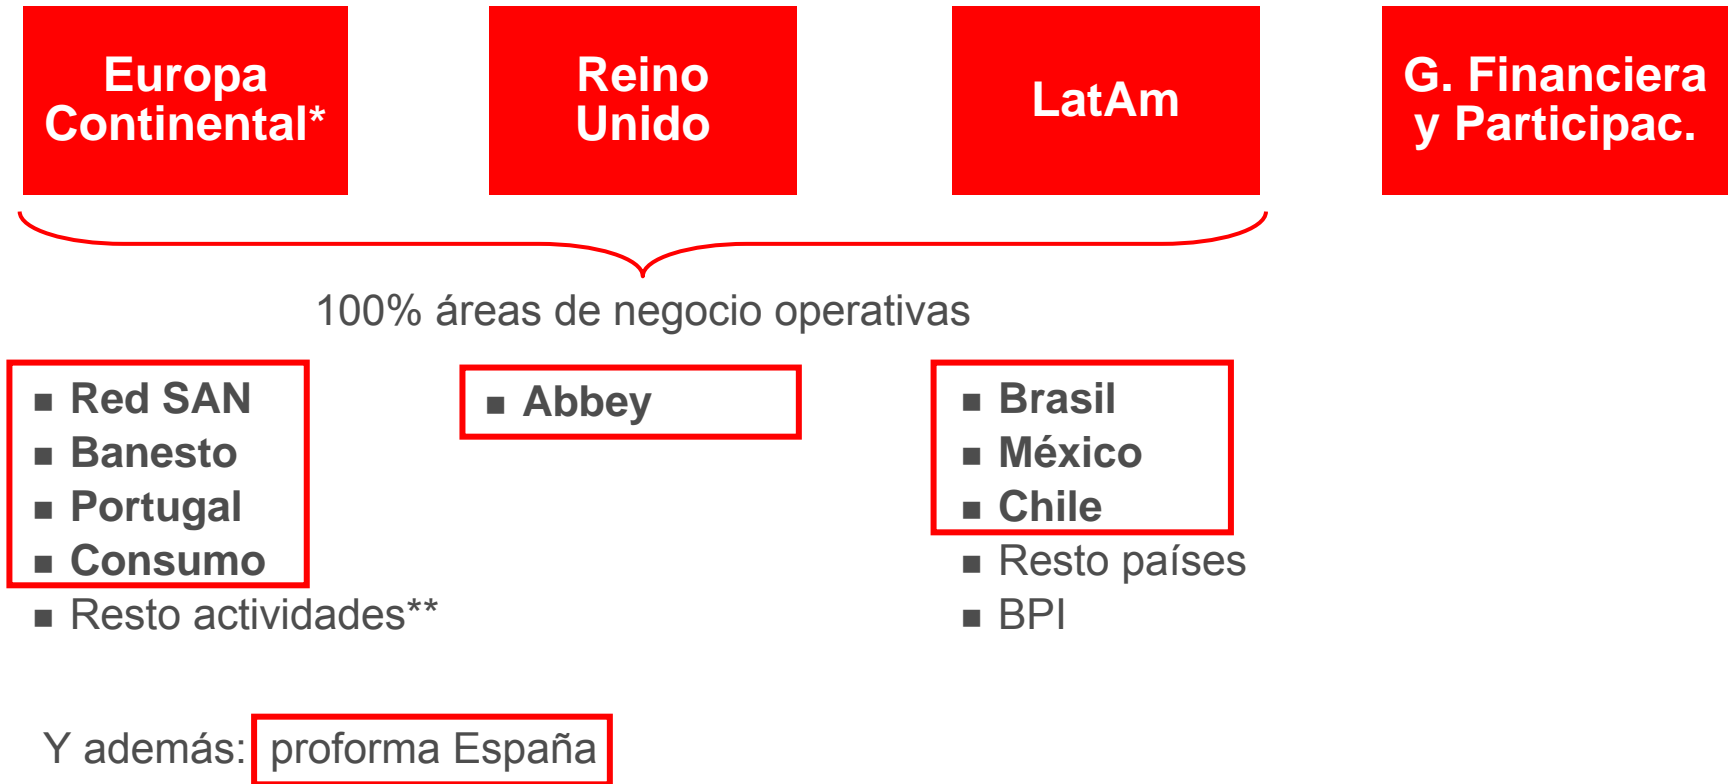 Europa
Continental*
Reino
Unido
LatAm
G. Financiera
y Participac.
100% áreas de negocio operativas
■ Red SAN
■ Banesto
■ Portugal
■ Consumo
■ Resto actividades**
■ Abbey
■ Brasil
■ México
■ Chile
■ Resto países
■ BPI
Y además: proforma España